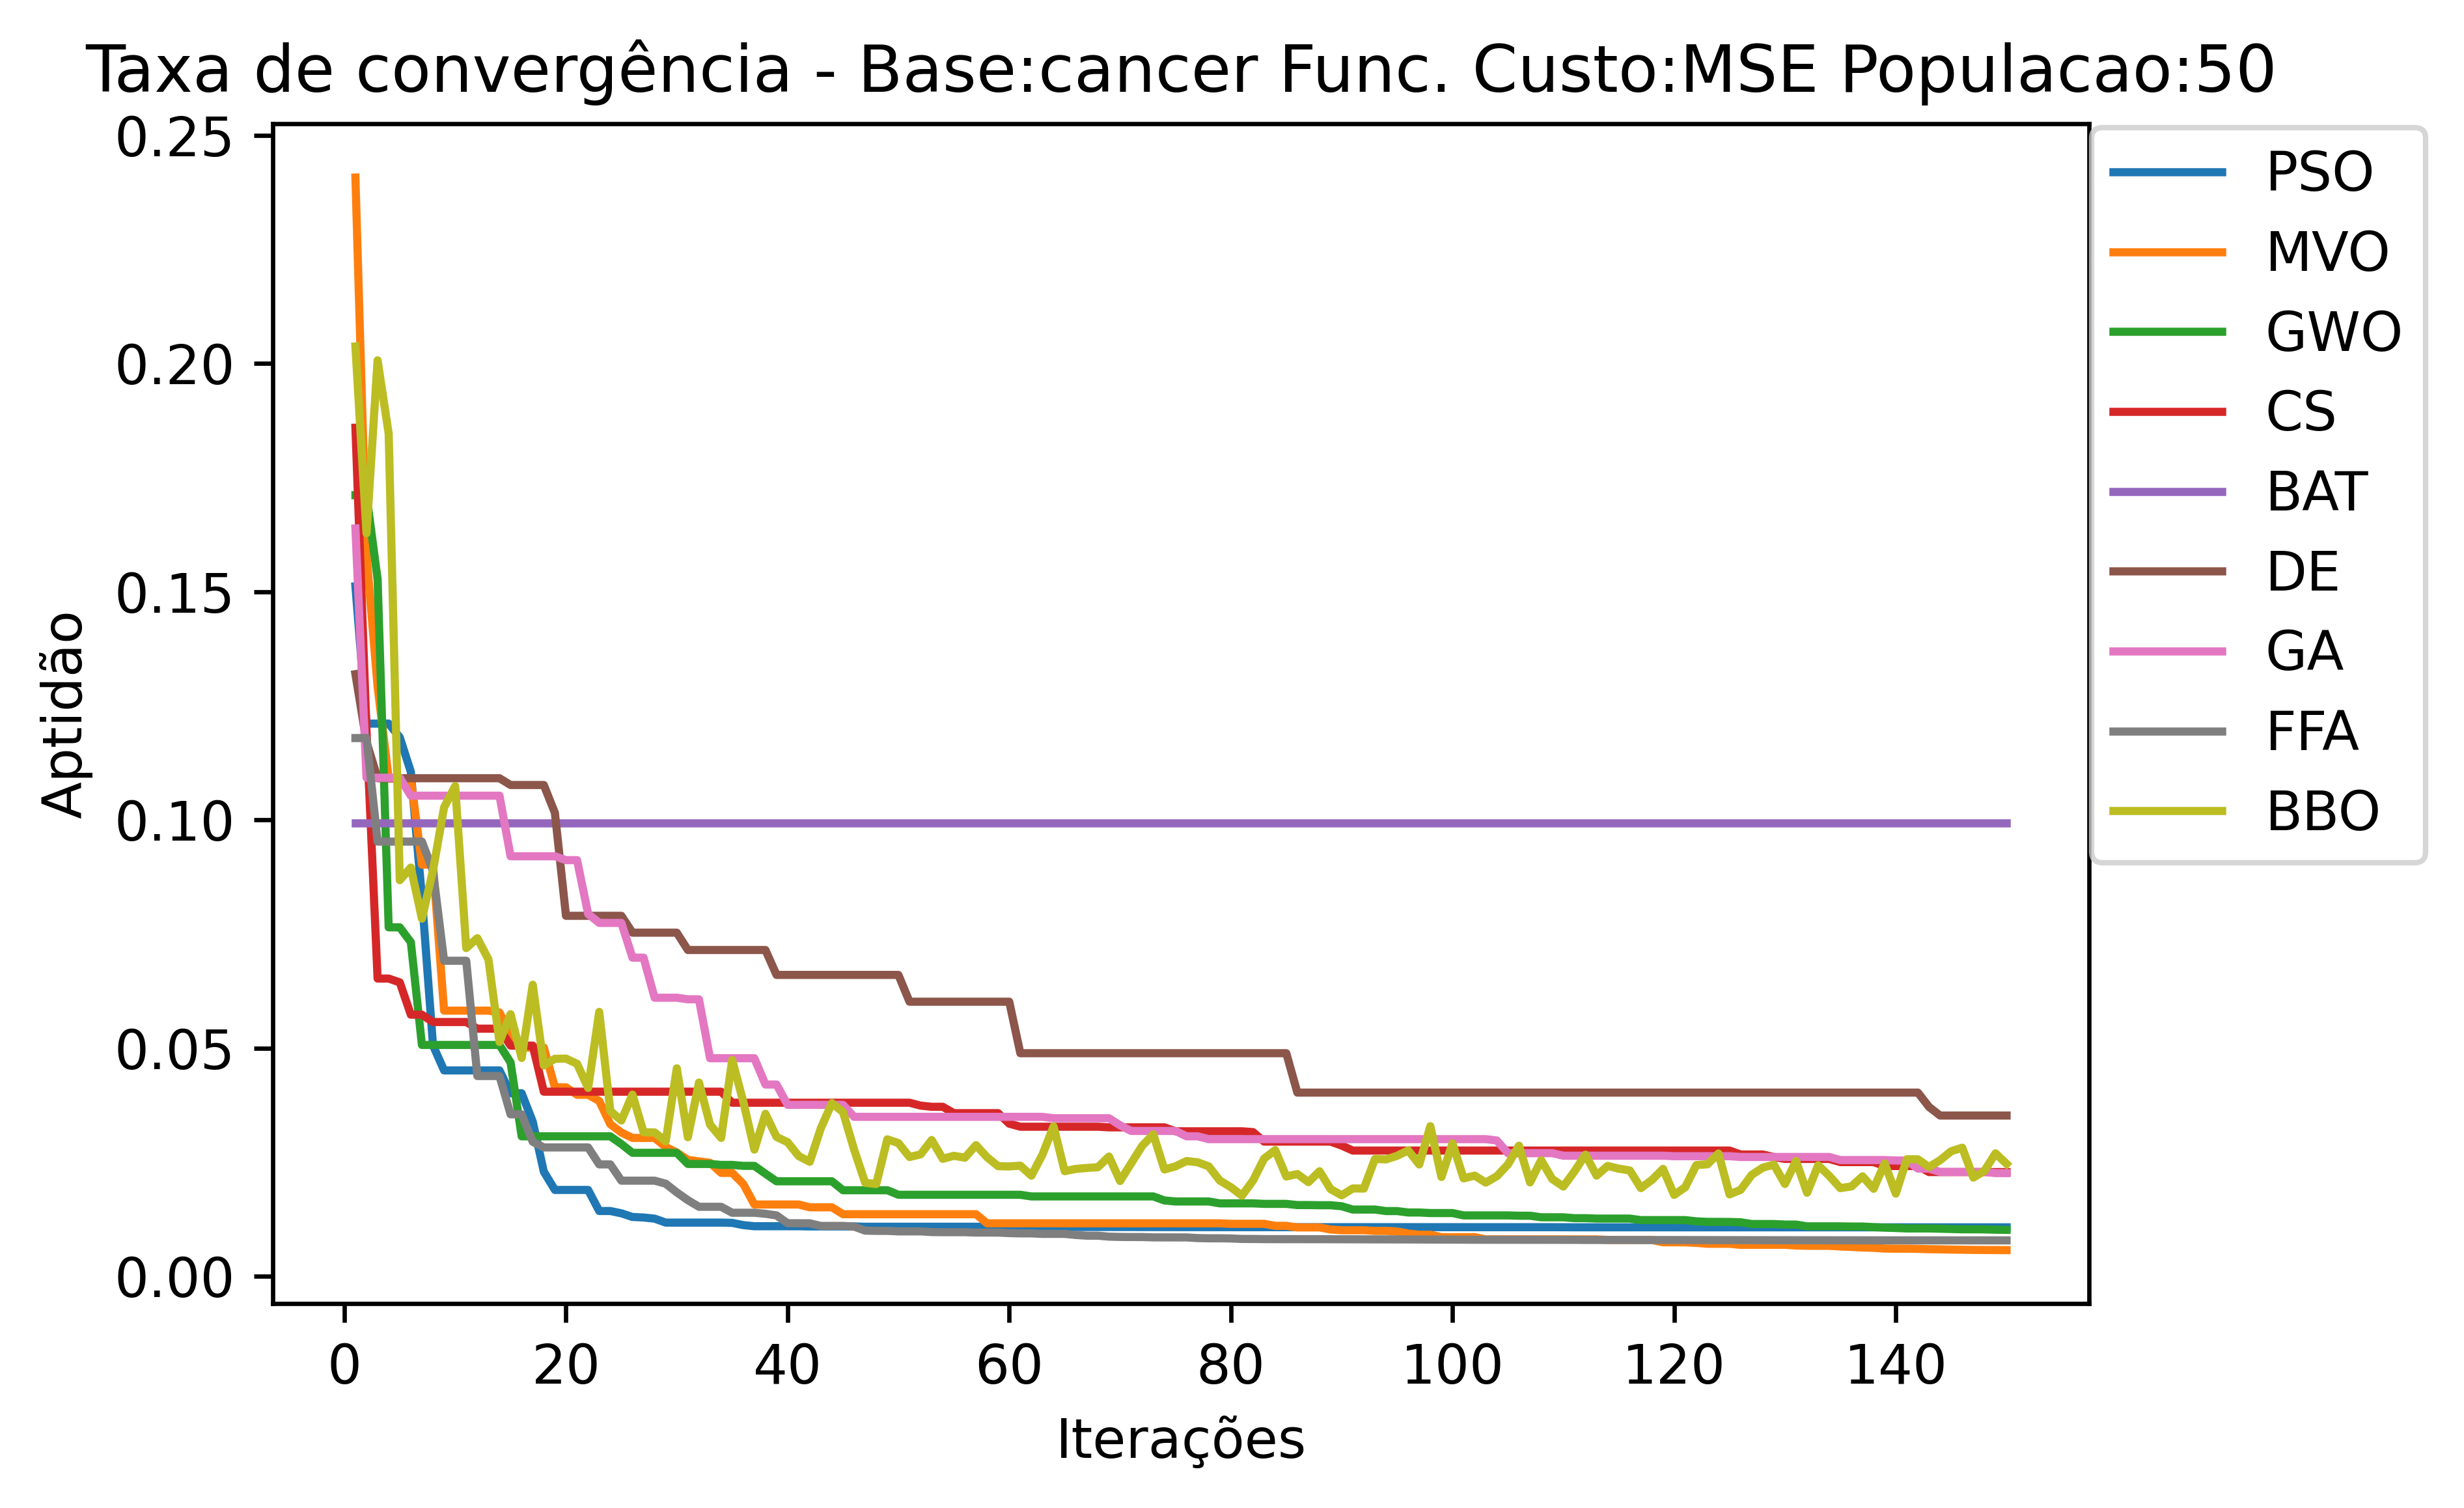 Taxa de convergência - Base:cancer Func. Custo:MSE Populacao:50
0.25
0.20
0.15
0.10
0.05
0.00
Aptidão
0 20 40 60 80 100 120 140
Iterações
PSO
MVO
GWO
CS
BAT
DE
GA
FFA
BBO